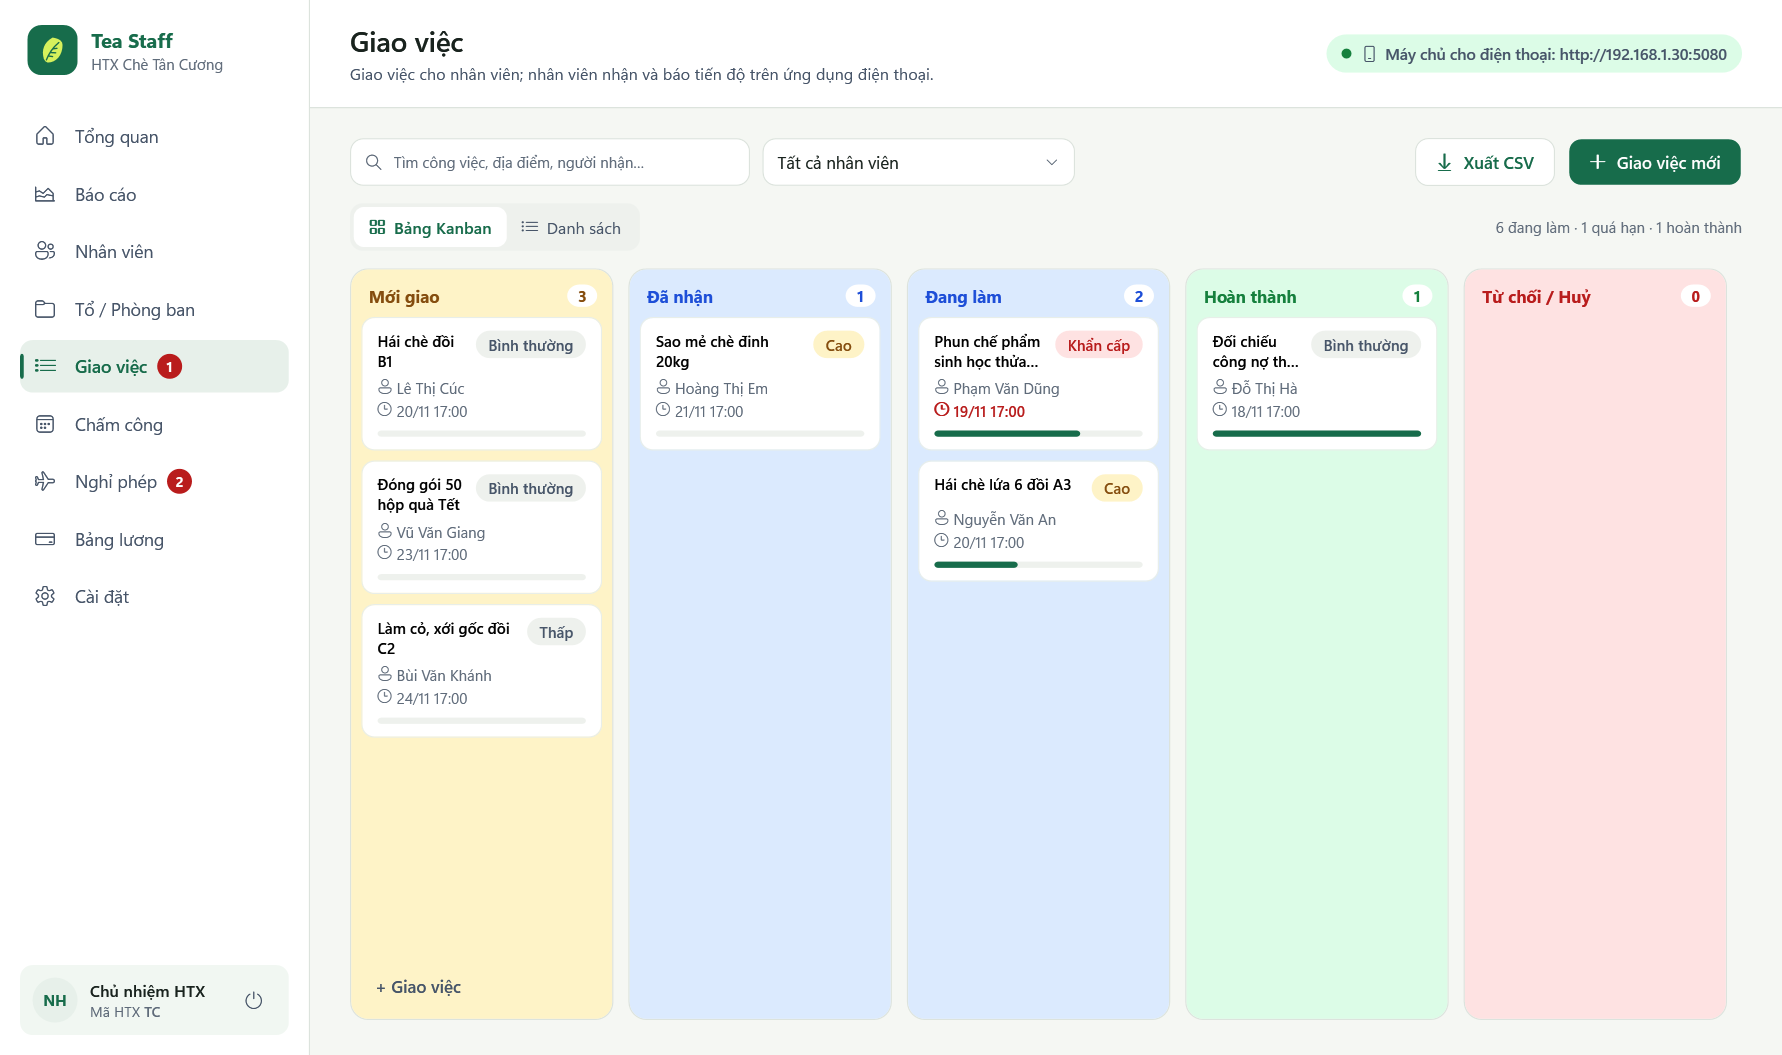 Tea Staff
HTX Chè Tân Cương
Tổng quan
Báo cáo
Nhân viên
Tổ / Phòng ban
Giao việc 1
Chấm công
Nghỉ phép 2
Bảng lương
Cài đặt
NH
Chủ nhiệm HTX
Mã HTX TC
Giao việc
Giao việc cho nhân viên; nhân viên nhận và báo tiến độ trên ứng dụng điện thoại.
Máy chủ cho điện thoại: http://192.168.1.30:5080
Tìm công việc, địa điểm, người nhận...
Tất cả nhân viên
Xuất CSV
Giao việc mới
Bảng Kanban
Danh sách
6 đang làm · 1 quá hạn · 1 hoàn thành
Mới giao 3
Hái chè đồi
B1
Bình thường
Lê Thị Cúc
20/11 17:00
Đóng gói 50
hộp quà Tết
Bình thường
Vũ Văn Giang
23/11 17:00
Làm cỏ, xới gốc đồi
C2
Thấp
Bùi Văn Khánh
24/11 17:00
+ Giao việc
Đã nhận 1
Sao mẻ chè đinh
20kg
Cao
Hoàng Thị Em
21/11 17:00
Đang làm 2
Phun chế phẩm
sinh học thửa...
Khẩn cấp
Phạm Văn Dũng
19/11 17:00
Hái chè lứa 6 đồi A3
Cao
Nguyễn Văn An
20/11 17:00
Hoàn thành 1
Đối chiếu
công nợ th...
Bình thường
Đỗ Thị Hà
18/11 17:00
Từ chối / Huỷ 0